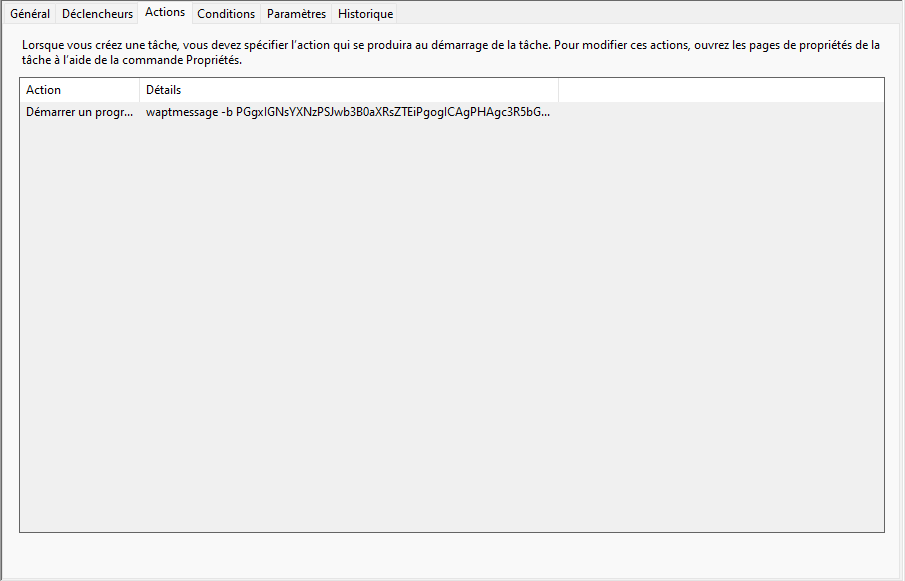 Général Déclencheurs Actions Conditions Paramètres Historique
Lorsque vous créez une tâche, vous devez spécifier l'action qui se produira au démarrage de la tâche. Pour modifier ces actions, ouvrez les pages de propriétés de la
tâche à l'aide de la commande Propriétés.
Action Détails
Démarrer un progr... waptmessage -b PGgxIGNsYXNzPSJwb3B0aXRsZTEiPgogICAgPHAgc3R5bG...